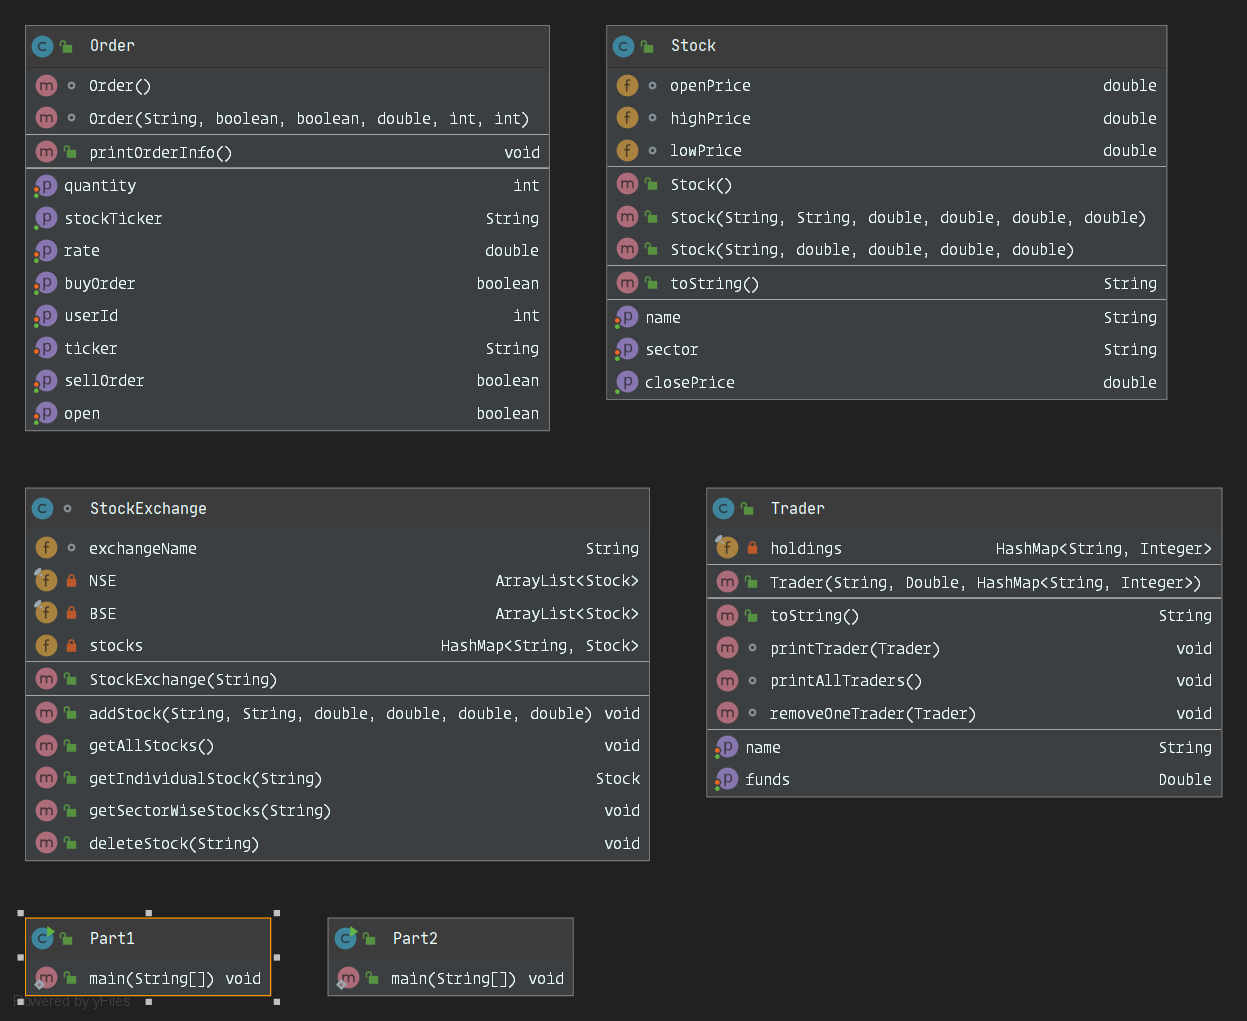 Order
Order()
Order(String, boolean, boolean, double, int, int)
printOrderInfo() void
quantity int
stockTicker String
rate double
buyOrder boolean
userId int
ticker String
sellOrder boolean
open boolean
Stock
openPrice double
highPrice double
lowPrice double
Stock()
Stock(String, String, double, double, double, double)
Stock(String, double, double, double, double)
toString() String
name String
sector String
closePrice double
StockExchange
exchangeName String
NSE ArrayList<Stock>
BSE ArrayList<Stock>
stocks HashMap<String, Stock>
StockExchange(String)
addStock(String, String, double, double, double, double) void
getAllStocks() void
getIndividualStock(String) Stock
getSectorWiseStocks(String) void
deleteStock(String) void
Trader
holdings HashMap<String, Integer>
Trader(String, Double, HashMap<String, Integer>)
toString() String
printTrader(Trader) void
printAllTraders() void
removeOneTrader(Trader) void
name String
funds Double
Part1
main(String[]) void
Part2
main(String[]) void
Powered by yFiles